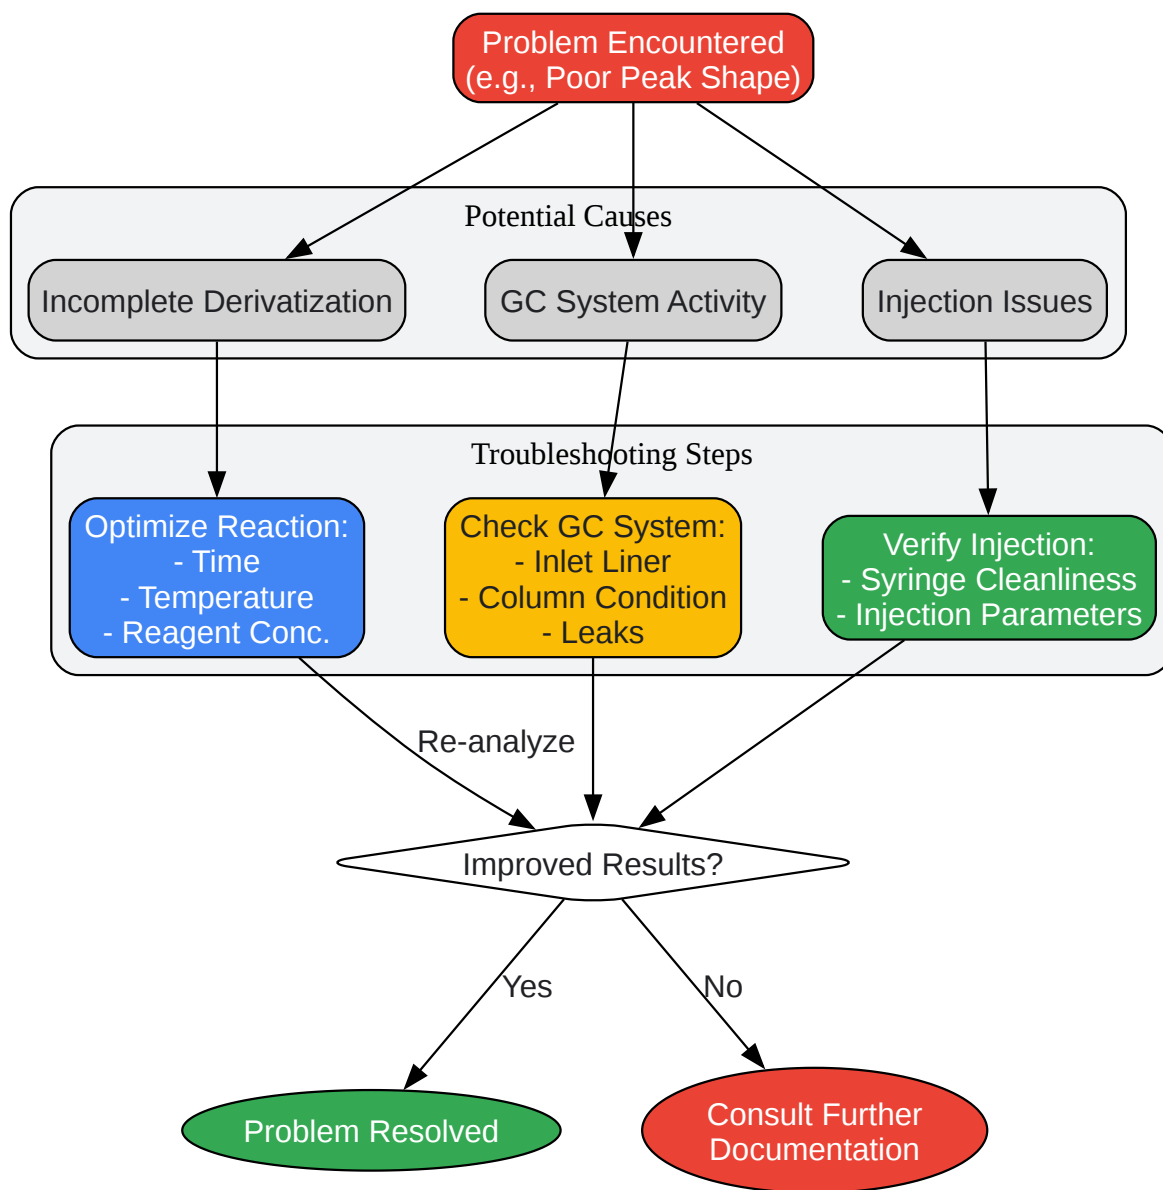 Problem Encountered
(e.g., Poor Peak Shape)
Potential Causes
Incomplete Derivatization
GC System Activity
Injection Issues
Troubleshooting Steps
Optimize Reaction:
- Time
- Temperature
- Reagent Conc.
Check GC System:
- Inlet Liner
- Column Condition
- Leaks
Verify Injection:
- Syringe Cleanliness
- Injection Parameters
Re-analyze
Improved Results?
Yes
No
Problem Resolved
Consult Further
Documentation